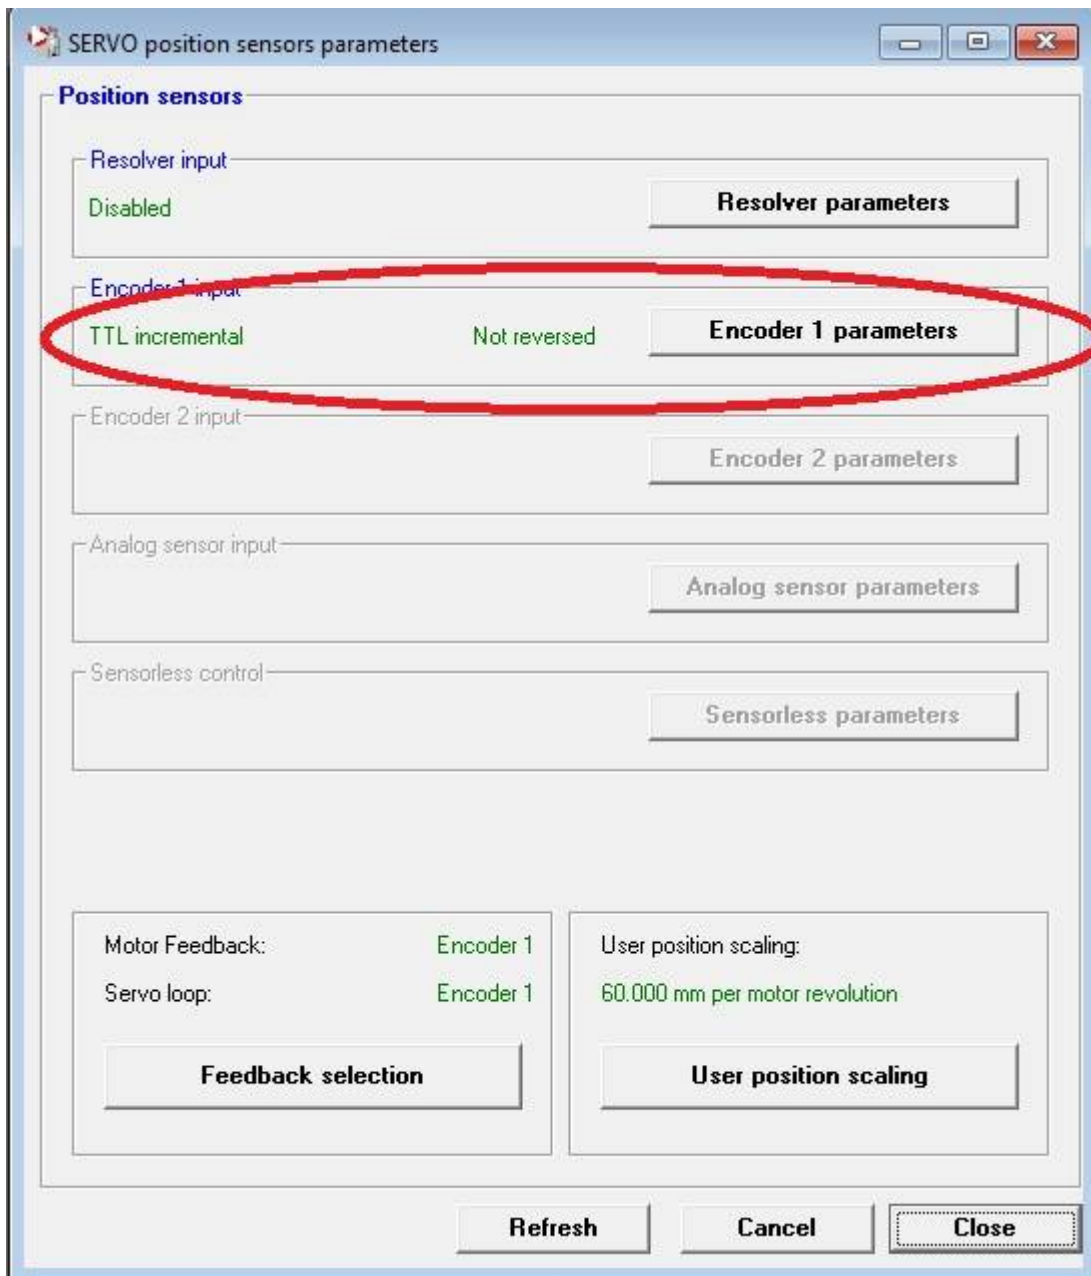 SERVO position sensors parameters
Position sensors
Resolver input
Disabled
Resolver parameters
Encoder 1 input
TTL incremental
Not reversed
Encoder 1 parameters
Encoder 2 input
Encoder 2 parameters
Analog sensor input
Analog sensor parameters
Sensorless control
Sensorless parameters
Motor Feedback:
Encoder 1
Servo loop:
Encoder 1
Feedback selection
User position scaling:
60.000 mm per motor revolution
User position scaling
Refresh
Cancel
Close